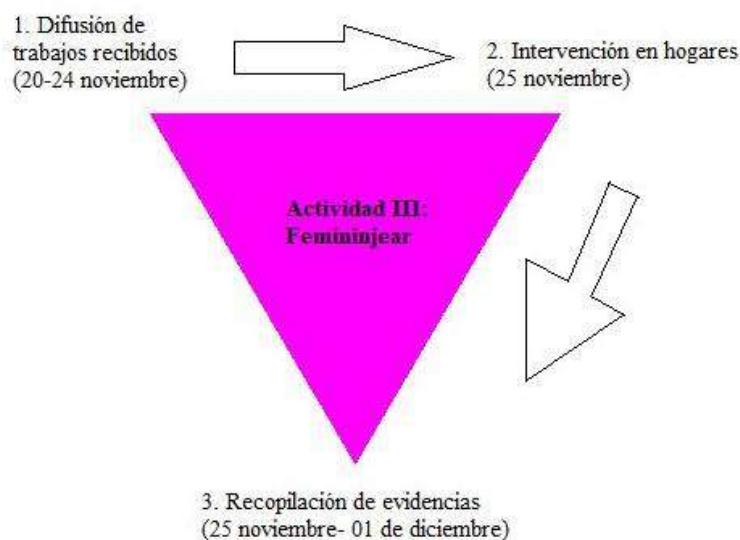 1. Difusión de
trabajos recibidos
(20-24 noviembre)
2. Intervención en hogares
(25 noviembre)
Actividad III:
Femininjear
3. Recopilación de evidencias
(25 noviembre- 01 de diciembre)